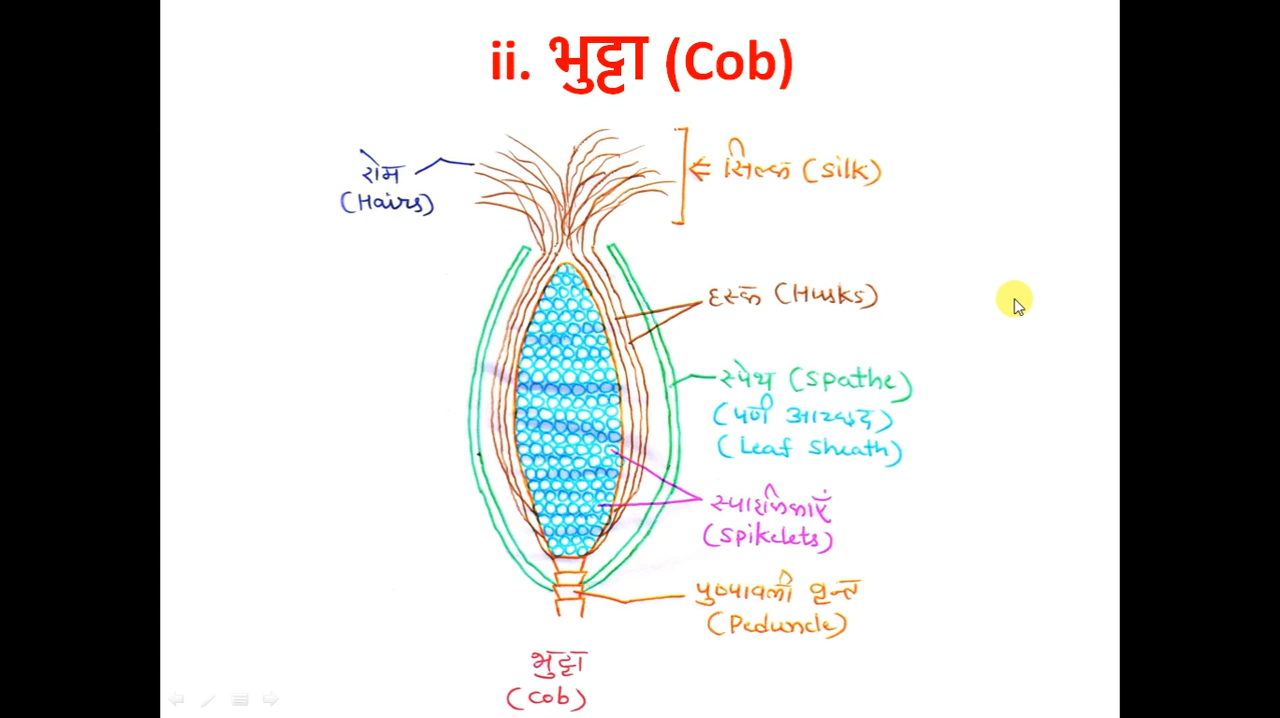 ii. भुट्टा (Cob)
रोम
(Hairs)
सिल्क (Silk)
हस्क (Husks)
स्पेथ (Spathe)
(पर्ण आच्छद)
(Leaf Sheath)
स्पाइकिकाएं
(Spikelets)
पुष्पावली वृन्त
(Peduncle)
भुट्टा
(Cob)